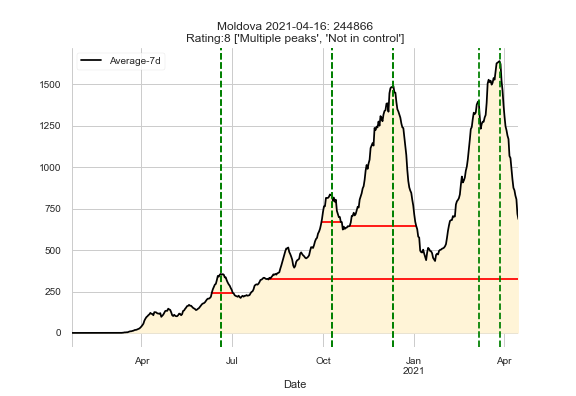 Moldova 2021-04-16: 244866
Rating:8 ['Multiple peaks', 'Not in control']
Average-7d
1500
1250
1000
750
500
250
0
Apr
Jul
Oct
Jan
2021
Apr
Date